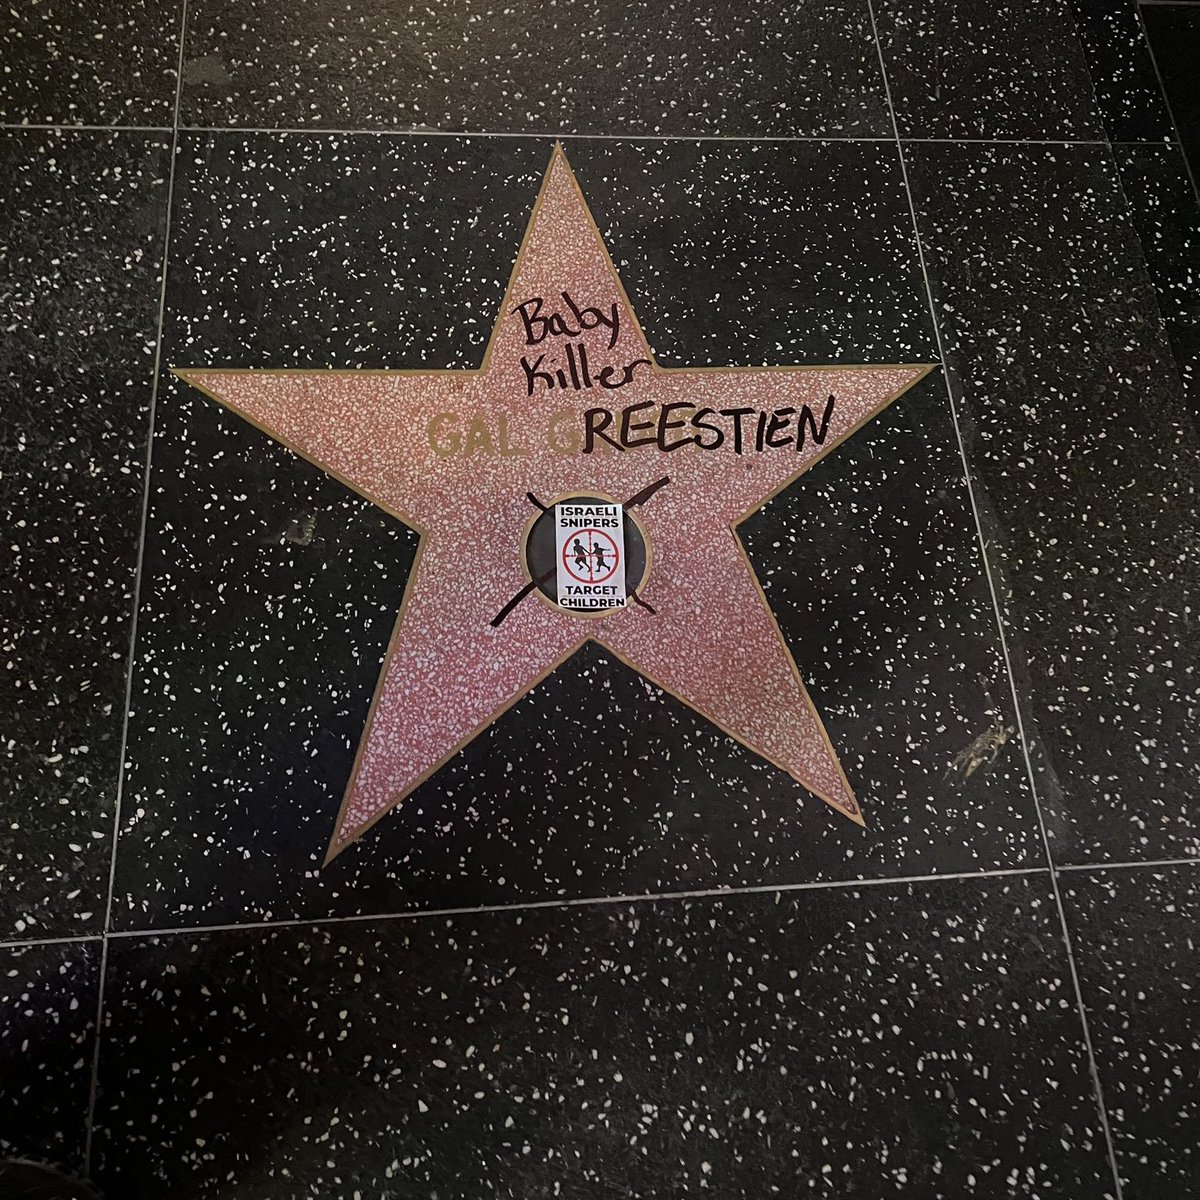 Baby
Killer
GAL GREESTIEN
ISRAELI
SNIPERS
TARGET
CHILDREN